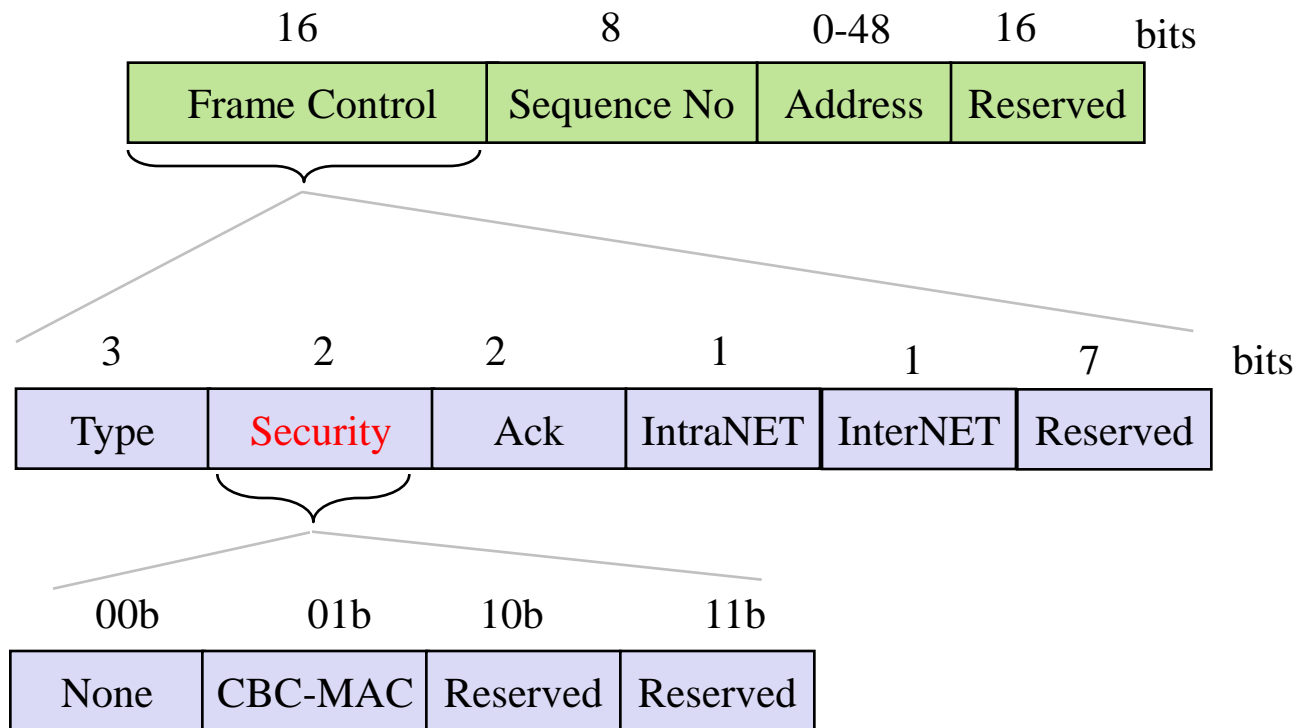 16 8 0-48 16 bits
Frame Control Sequence No Address Reserved
3 2 2 1 1 7 bits
Type Security Ack IntraNET InterNET Reserved
00b 01b 10b 11b
None CBC-MAC Reserved Reserved